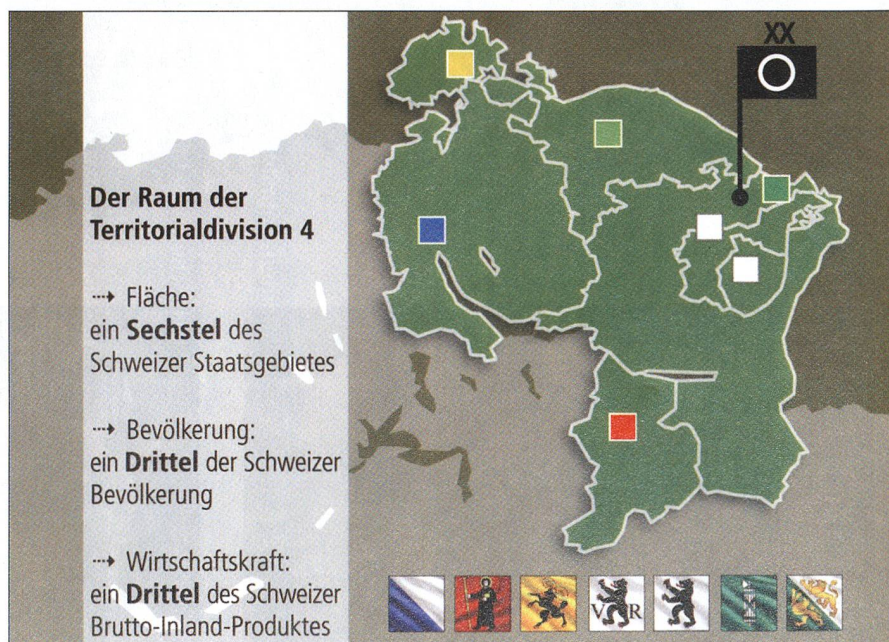 Der Raum der
Territorialdivision 4
⇢ Fläche:
ein Sechstel des
Schweizer Staatsgebietes
⇢ Bevölkerung:
ein Drittel der Schweizer
Bevölkerung
⇢ Wirtschaftskraft:
ein Drittel des Schweizer
Brutto-Inland-Produktes
XX
V R